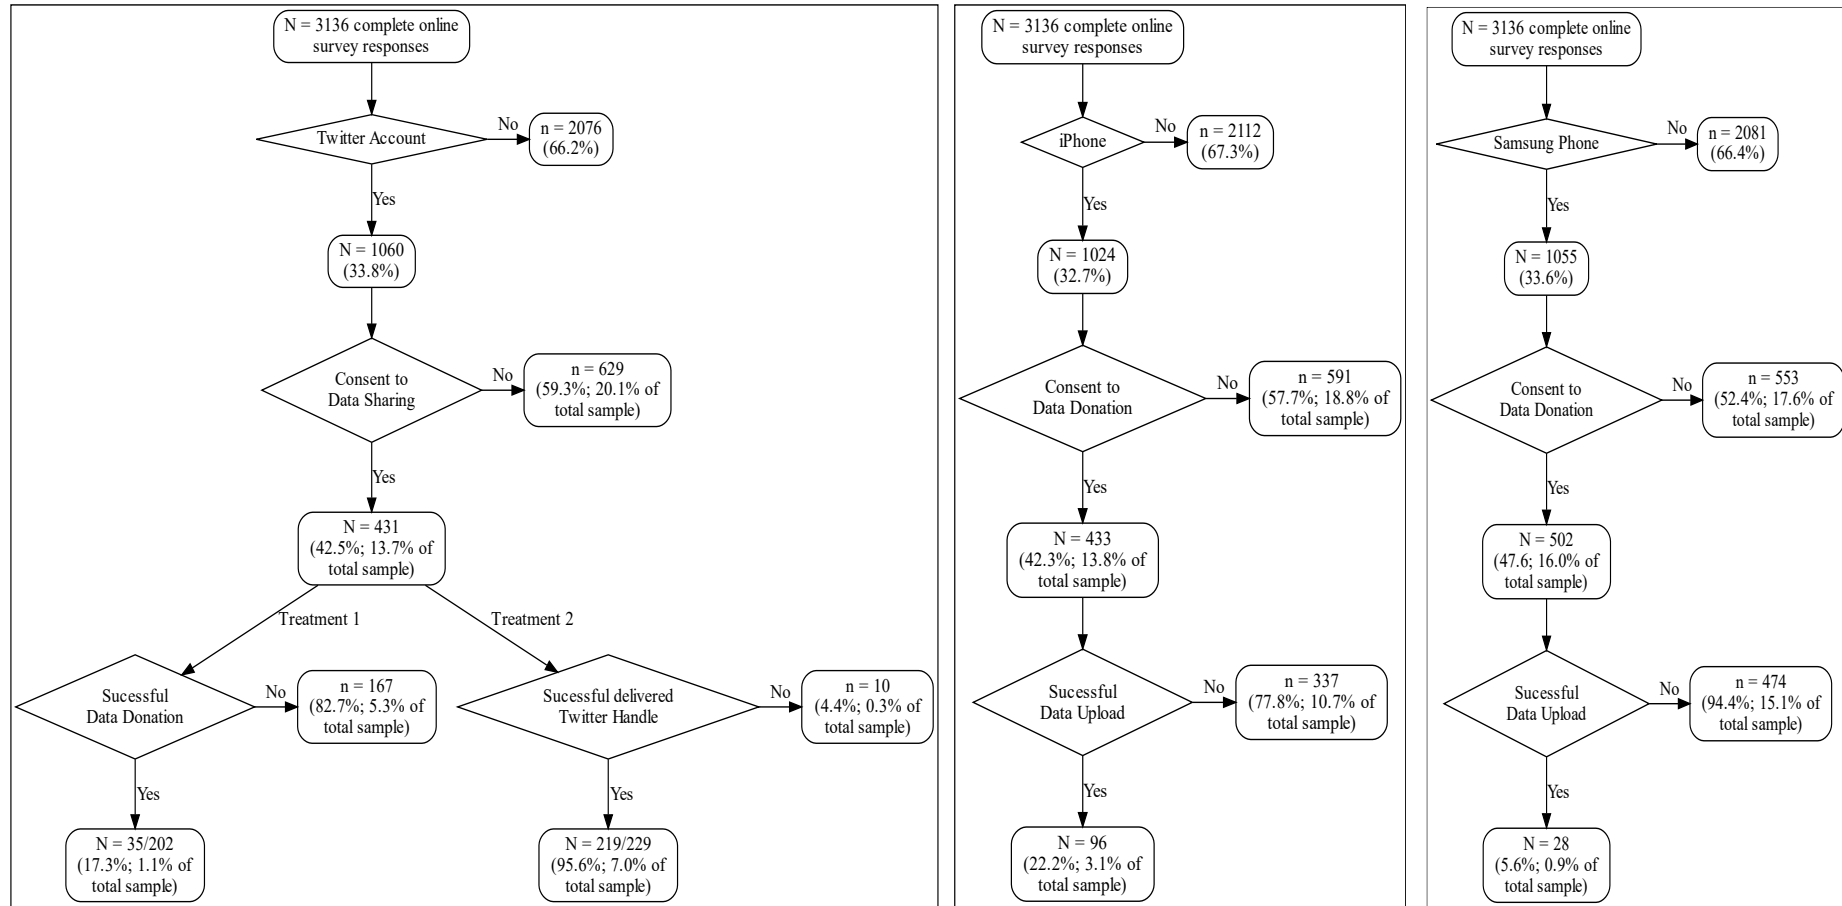 N = 3136 complete online
survey responses
Twitter Account
No
n = 2076
(66.2%)
Yes
N = 1060
(33.8%)
Consent to
Data Sharing
No
n = 629
(59.3%; 20.1% of
total sample)
Yes
N = 431
(42.5%; 13.7% of
total sample)
Treatment 1
Treatment 2
Sucessful
Data Donation
No
n = 167
(82.7%; 5.3% of
total sample)
Yes
N = 35/202
(17.3%; 1.1% of
total sample)
Sucessful delivered
Twitter Handle
No
n = 10
(4.4%; 0.3% of
total sample)
Yes
N = 219/229
(95.6%; 7.0% of
total sample)
N = 3136 complete online
survey responses
iPhone
No
n = 2112
(67.3%)
Yes
N = 1024
(32.7%)
Consent to
Data Donation
No
n = 591
(57.7%; 18.8% of
total sample)
Yes
N = 433
(42.3%; 13.8% of
total sample)
Sucessful
Data Upload
No
n = 337
(77.8%; 10.7% of
total sample)
Yes
N = 96
(22.2%; 3.1% of
total sample)
N = 3136 complete online
survey responses
Samsung Phone
No
n = 2081
(66.4%)
Yes
N = 1055
(33.6%)
Consent to
Data Donation
No
n = 553
(52.4%; 17.6% of
total sample)
Yes
N = 502
(47.6; 16.0% of
total sample)
Sucessful
Data Upload
No
n = 474
(94.4%; 15.1% of
total sample)
Yes
N = 28
(5.6%; 0.9% of
total sample)